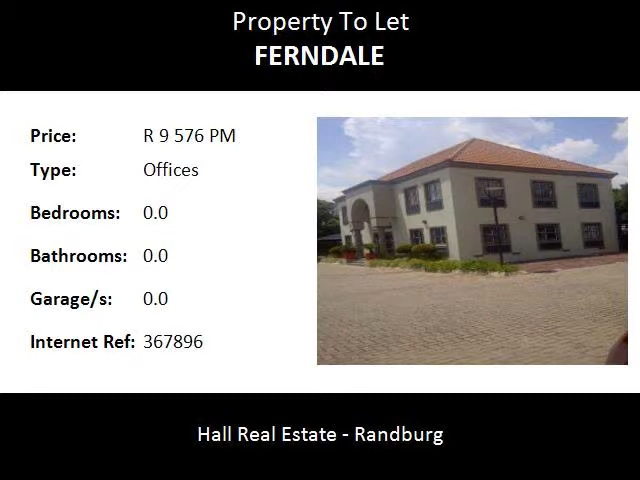 Property To Let
FERNDALE
Price: R 9 576 PM
Type: Offices
Bedrooms: 0.0
Bathrooms: 0.0
Garage/s: 0.0
Internet Ref: 367896
Hall Real Estate - Randburg